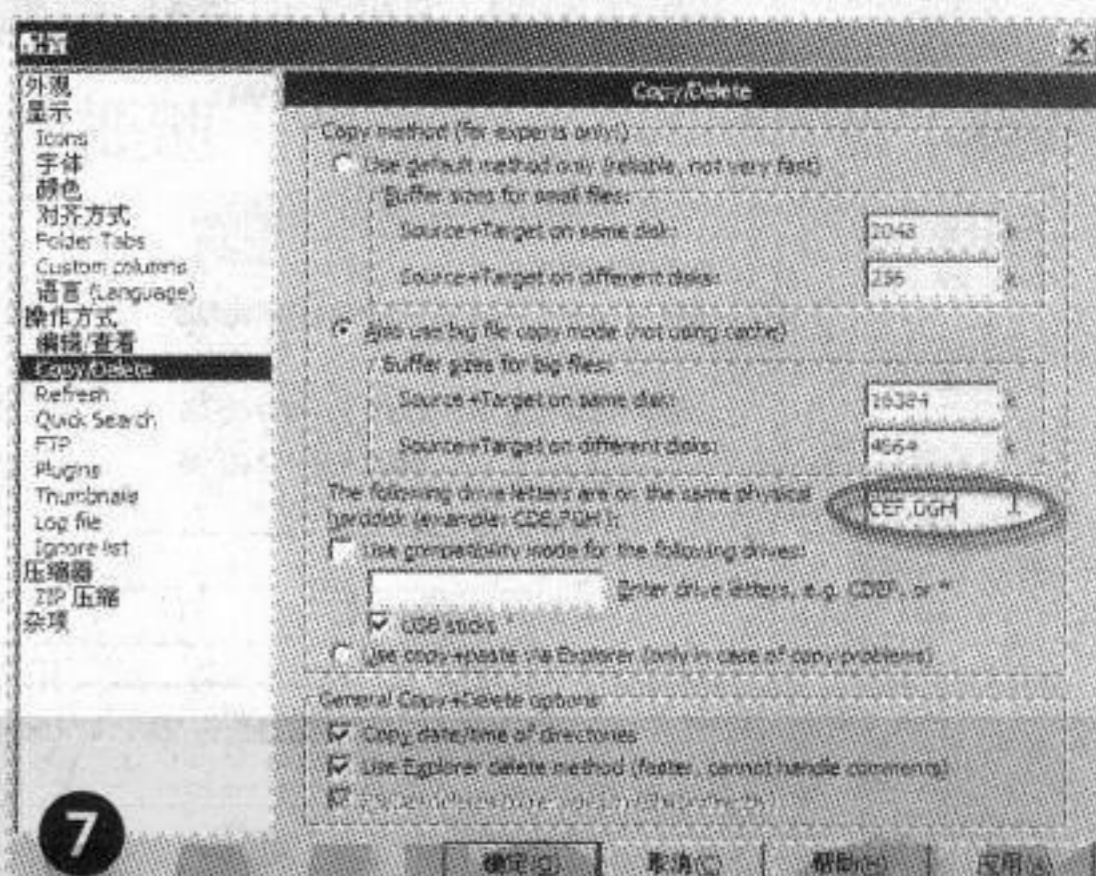 配置
外观
显示
Icons
字体
颜色
对齐方式
Folder Tabs
Custom columns
语言 (Language)
操作方式
编辑/查看
Copy/Delete
Refresh
Quick Search
FTP
Plugins
Thumbnails
Log file
Ignore list
压缩器
ZIP 压缩
杂项
Copy/Delete
Copy method (for experts only!)
Use default method only (reliable, not very fast)
Buffer sizes for small files:
Source+Target on same disk: 2048 k
Source+Target on different disks: 256 k
Also use big file copy mode (not using cache)
Buffer sizes for big files:
Source+Target on same disk: 16384 k
Source+Target on different disks: k
The following drive letters are on the same physical
harddisk (example: CDE,FGH): CEF,DGH
Use compatibility mode for the following drives:
Enter drive letters, e.g. CDEF, or *
USB sticks *
Use copy+paste via Explorer (only in case of copy problems)
General Copy+Delete options
Copy date/time of directories
Use Explorer delete method (faster, cannot handle comments)
7
确定(O) 取消(C) 帮助(H) 应用(A)